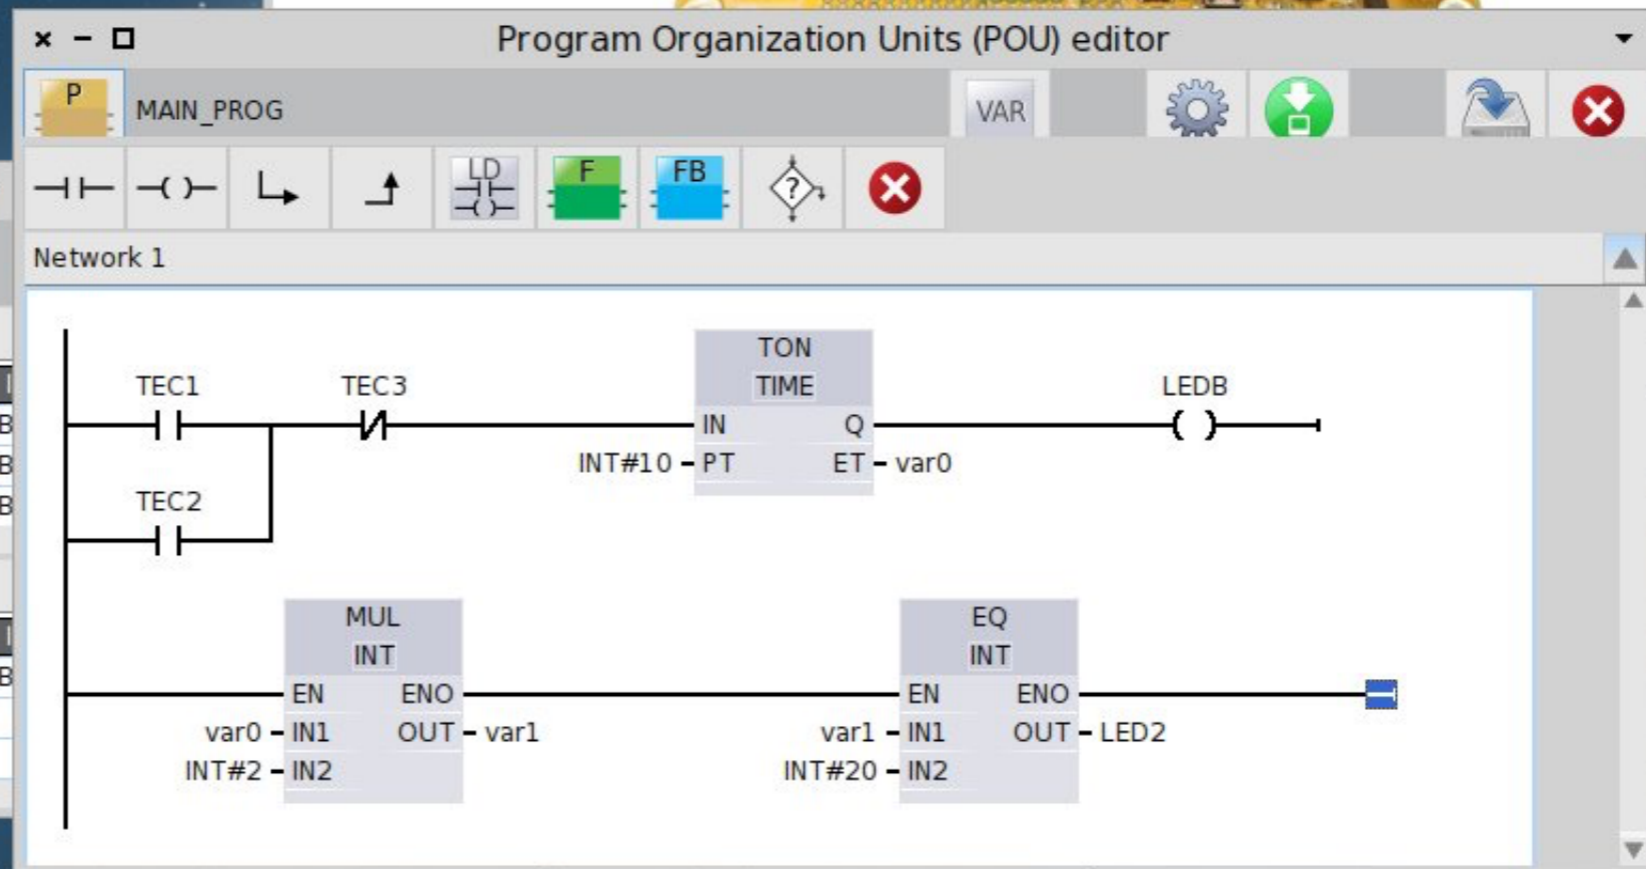 Program Organization Units (POU) editor
P
MAIN_PROG
VAR
LD
F
FB
?
Network 1
TEC1
TEC3
TON
TIME
LEDB
IN Q
INT#10 PT ET var0
TEC2
MUL
INT
EQ
INT
EN ENO
EN ENO
var0 IN1 OUT var1
var1 IN1 OUT LED2
INT#2 IN2
INT#20 IN2